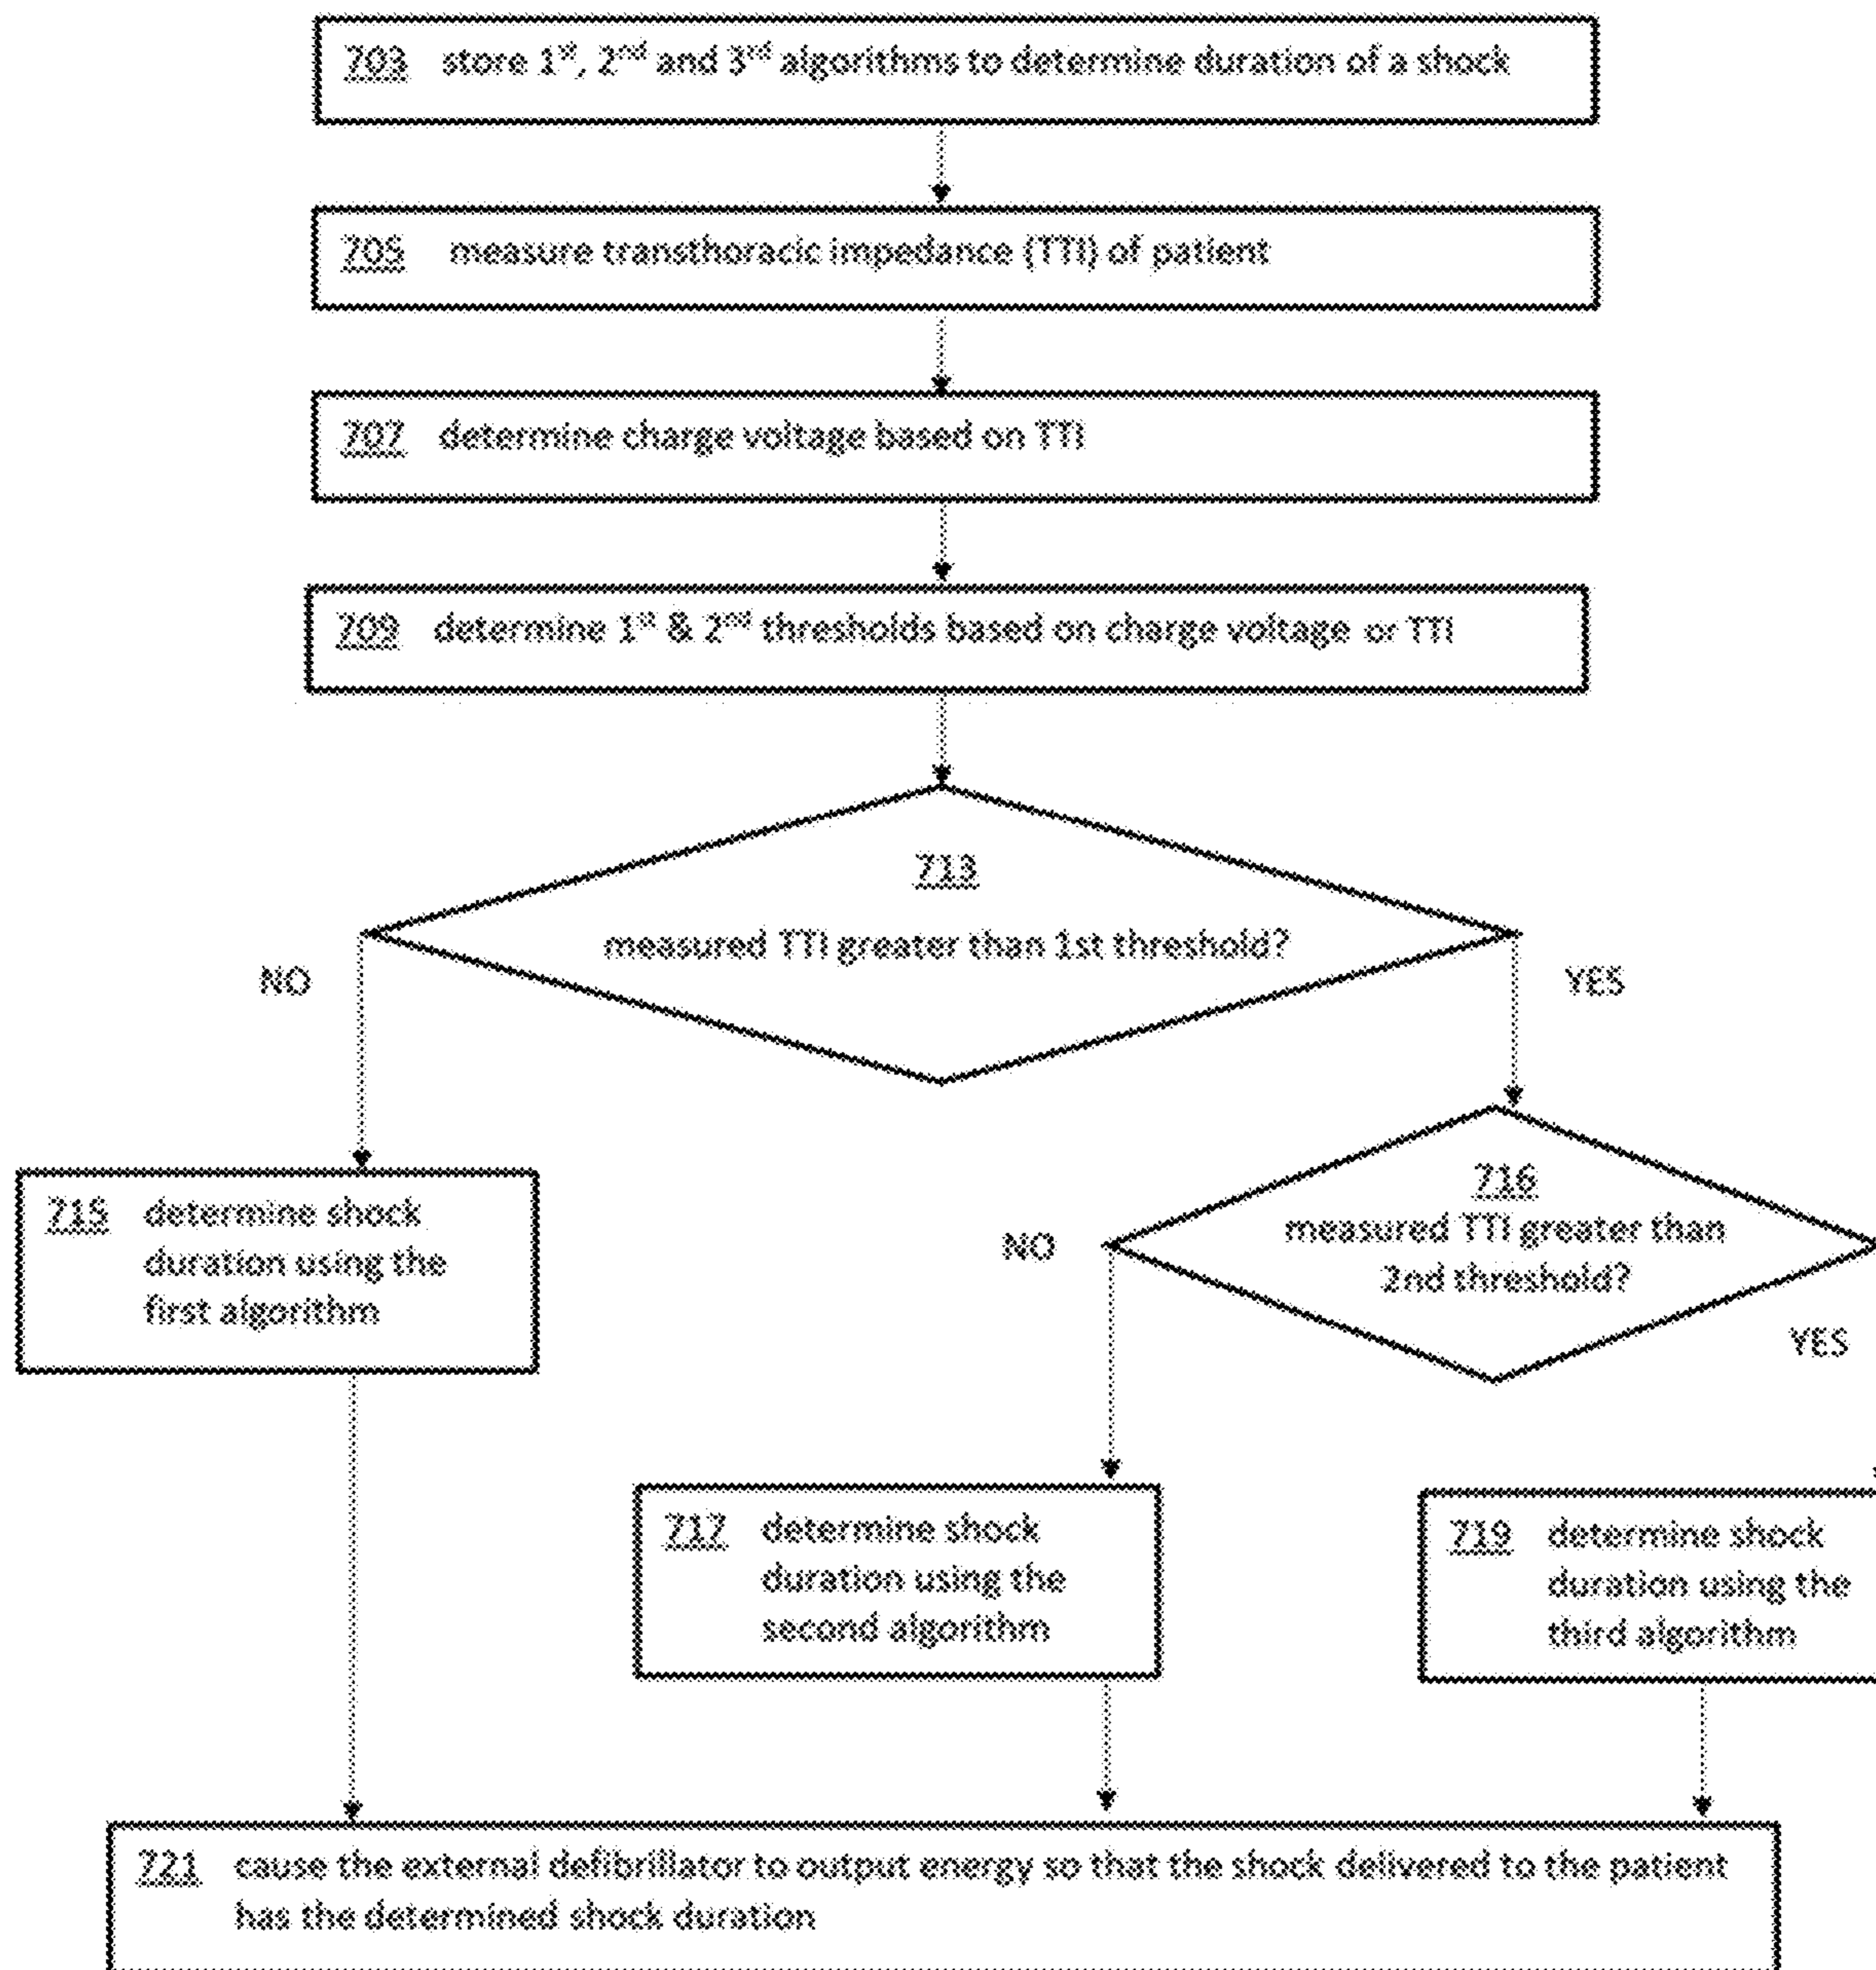 703 store 1st, 2nd and 3rd algorithms to determine duration of a shock
705 measure transthoracic impedance (TTI) of patient
707 determine charge voltage based on TTI
709 determine 1st & 2nd thresholds based on charge voltage or TTI
713
measured TTI greater than 1st threshold?
NO
YES
715 determine shock
duration using the
first algorithm
716
measured TTI greater than
2nd threshold?
NO
YES
717 determine shock
duration using the
second algorithm
719 determine shock
duration using the
third algorithm
721 cause the external defibrillator to output energy so that the shock delivered to the patient
has the determined shock duration